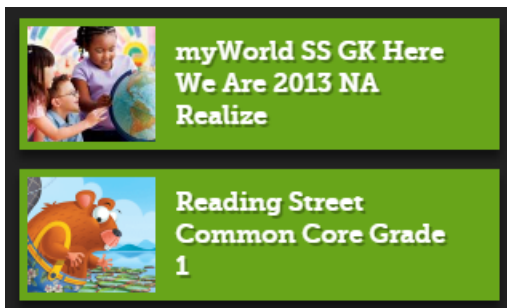 myWorld SS GK Here
We Are 2013 NA
Realize
Reading Street
Common Core Grade
1